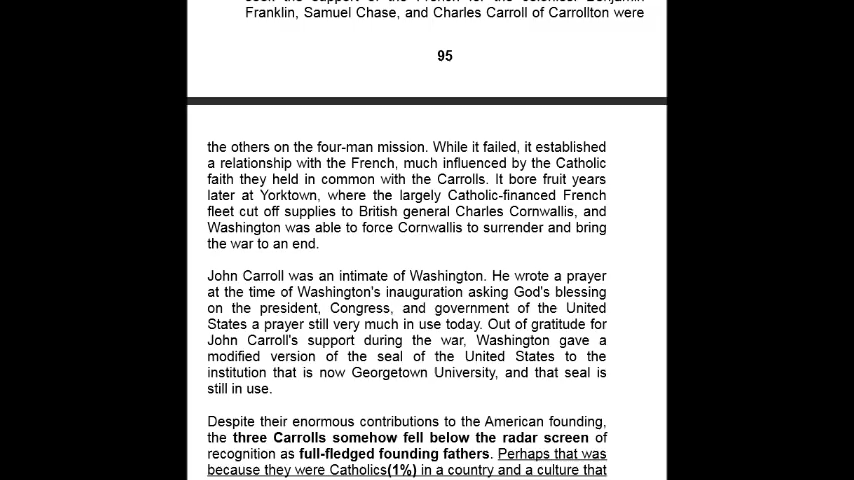 Franklin, Samuel Chase, and Charles Carroll of Carrollton were
95
the others on the four-man mission. While it failed, it established
a relationship with the French, much influenced by the Catholic
faith they held in common with the Carrolls. It bore fruit years
later at Yorktown, where the largely Catholic-financed French
fleet cut off supplies to British general Charles Cornwallis, and
Washington was able to force Cornwallis to surrender and bring
the war to an end.
John Carroll was an intimate of Washington. He wrote a prayer
at the time of Washington's inauguration asking God's blessing
on the president, Congress, and government of the United
States a prayer still very much in use today. Out of gratitude for
John Carroll's support during the war, Washington gave a
modified version of the seal of the United States to the
institution that is now Georgetown University, and that seal is
still in use.
Despite their enormous contributions to the American founding,
the three Carrolls somehow fell below the radar screen of
recognition as full-fledged founding fathers. Perhaps that was
because they were Catholics(1%) in a country and a culture that